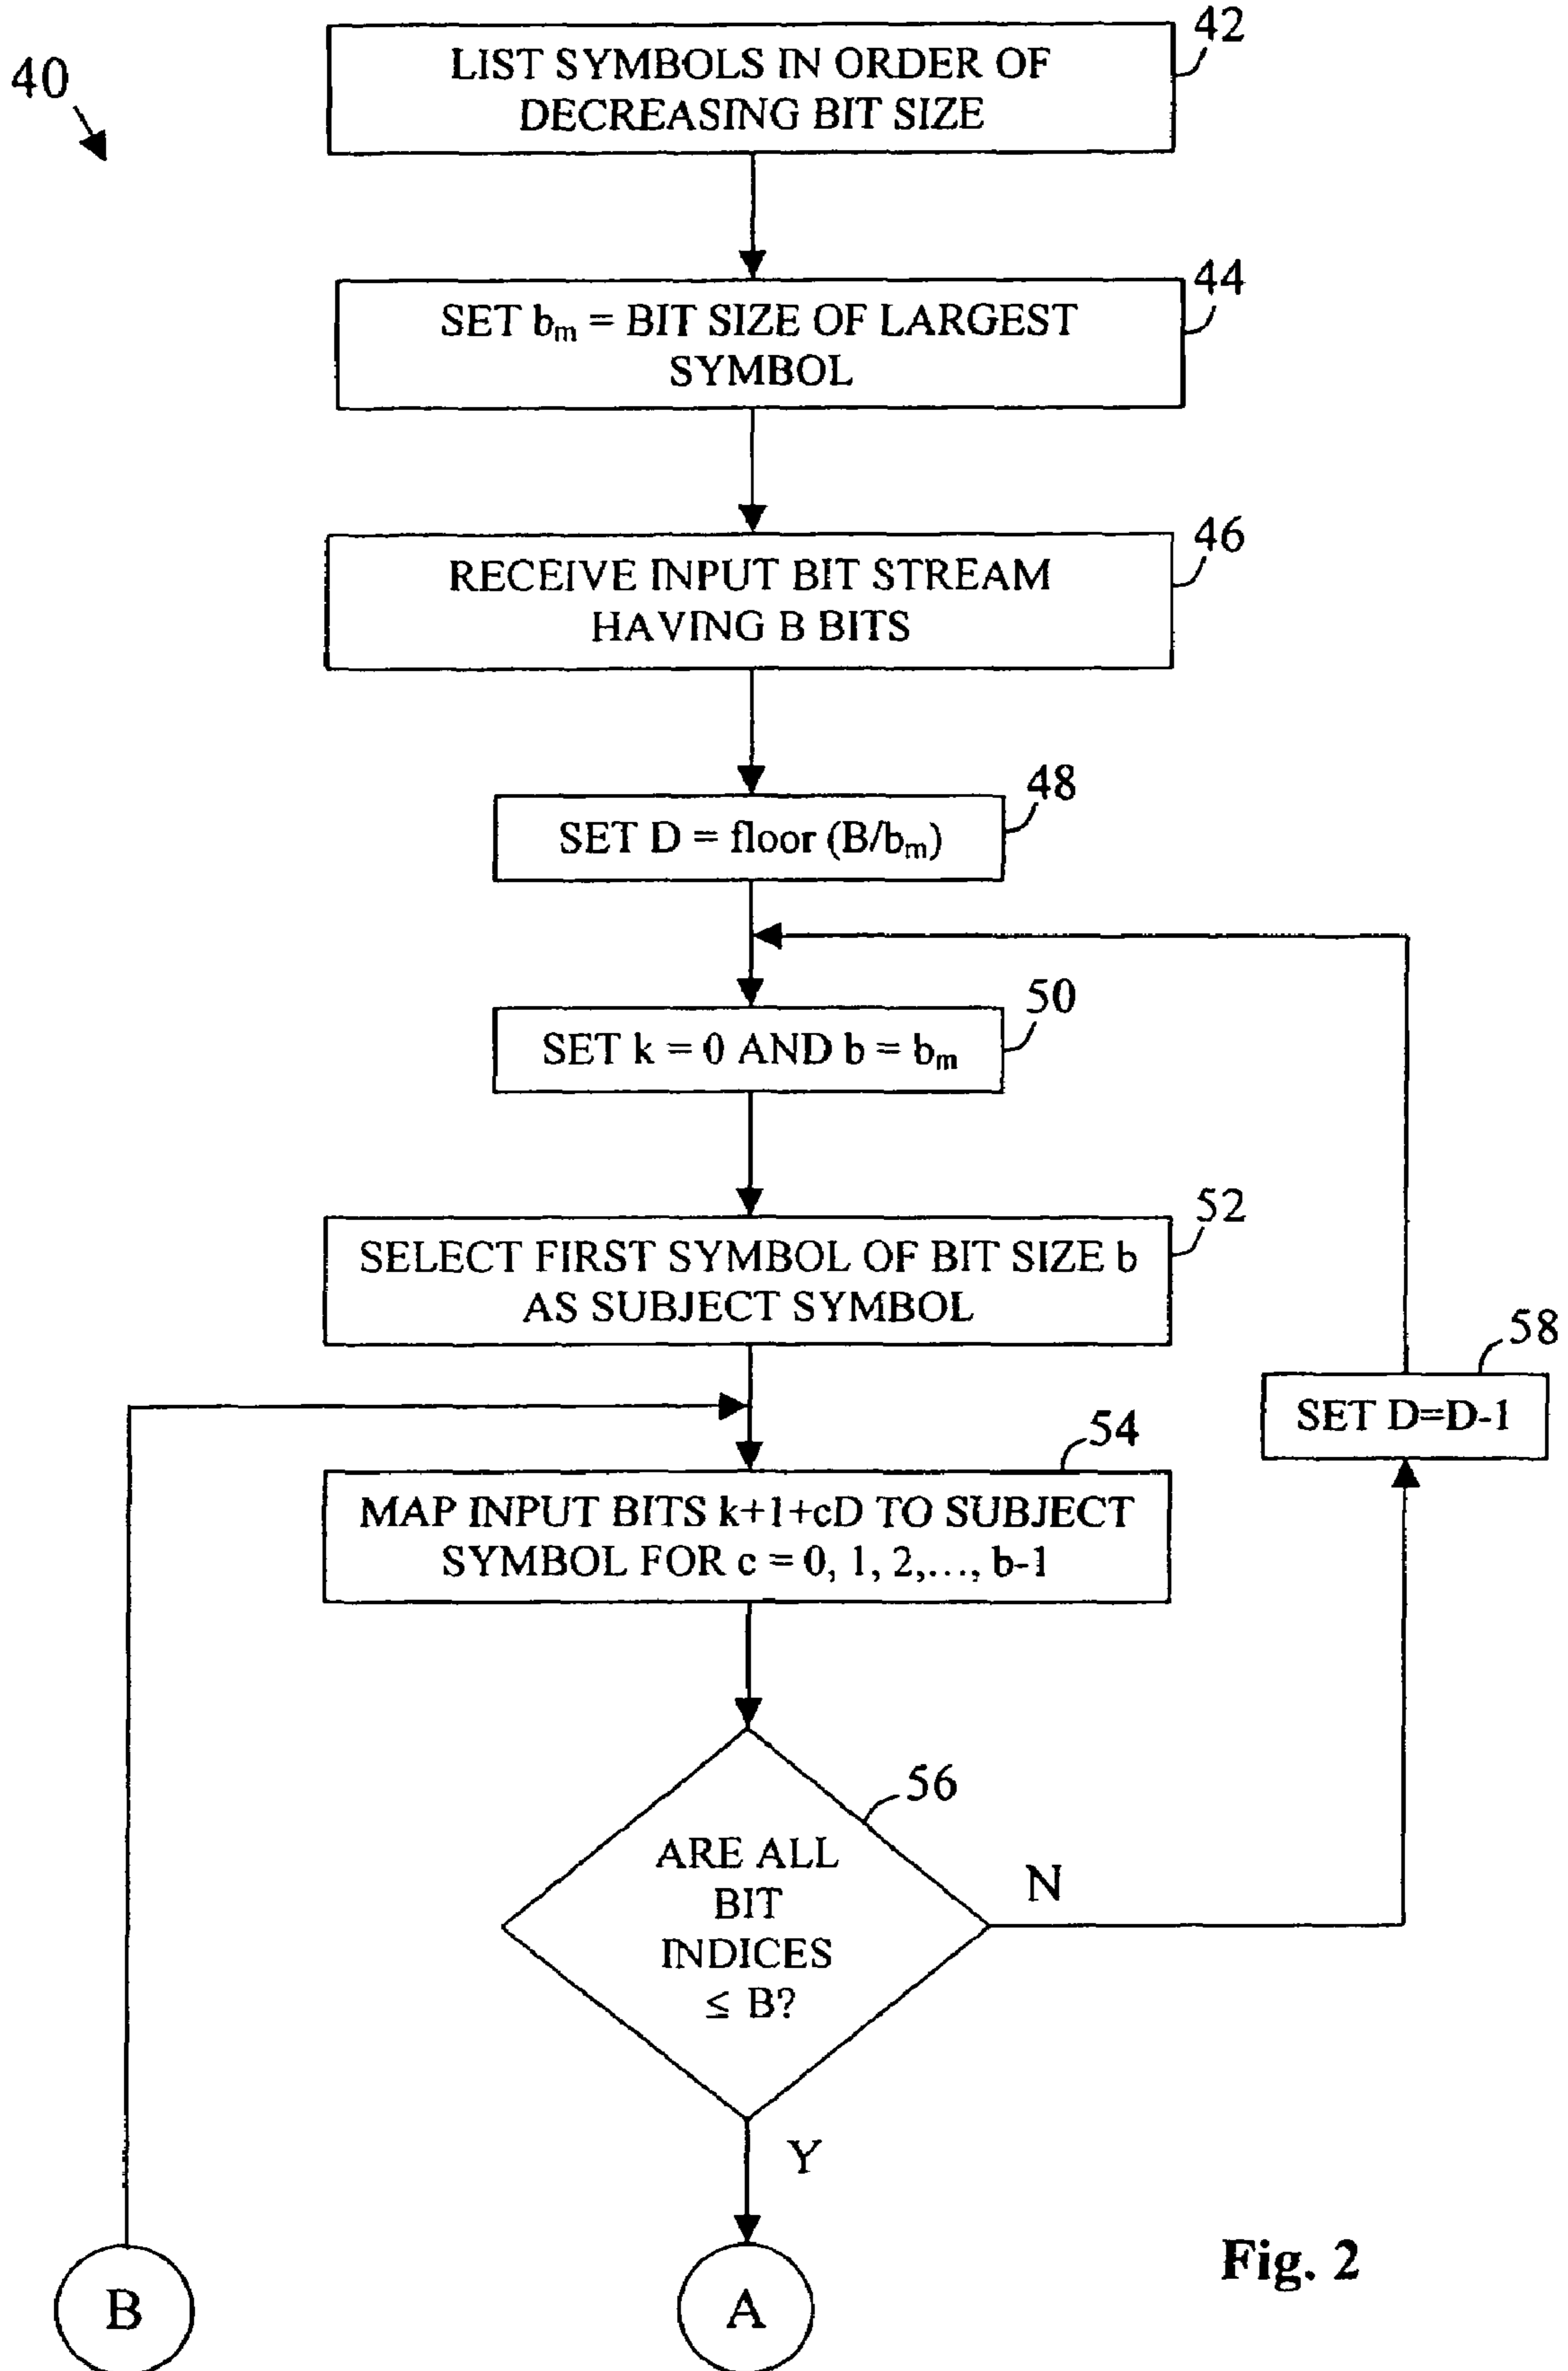 40
42
LIST SYMBOLS IN ORDER OF
DECREASING BIT SIZE
44
SET bₘ = BIT SIZE OF LARGEST
SYMBOL
46
RECEIVE INPUT BIT STREAM
HAVING B BITS
48
SET D = floor (B/bₘ)
50
SET k = 0 AND b = bₘ
52
SELECT FIRST SYMBOL OF BIT SIZE b
AS SUBJECT SYMBOL
58
SET D=D-1
54
MAP INPUT BITS k+1+cD TO SUBJECT
SYMBOL FOR c = 0, 1, 2,..., b-1
56
ARE ALL
BIT
INDICES
≤ B?
N
Y
Fig. 2
B
A